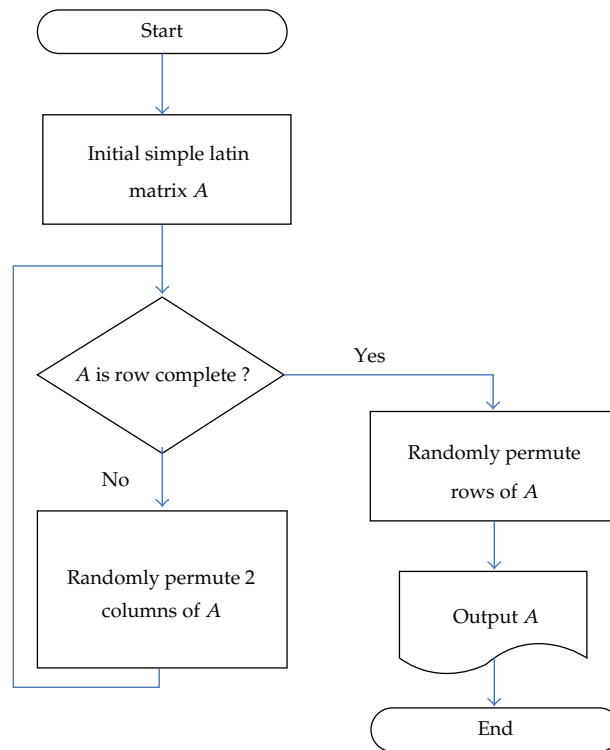 Start
Initial simple latin
matrix A
A is row complete ?
Yes
No
Randomly permute
rows of A
Randomly permute 2
columns of A
Output A
End